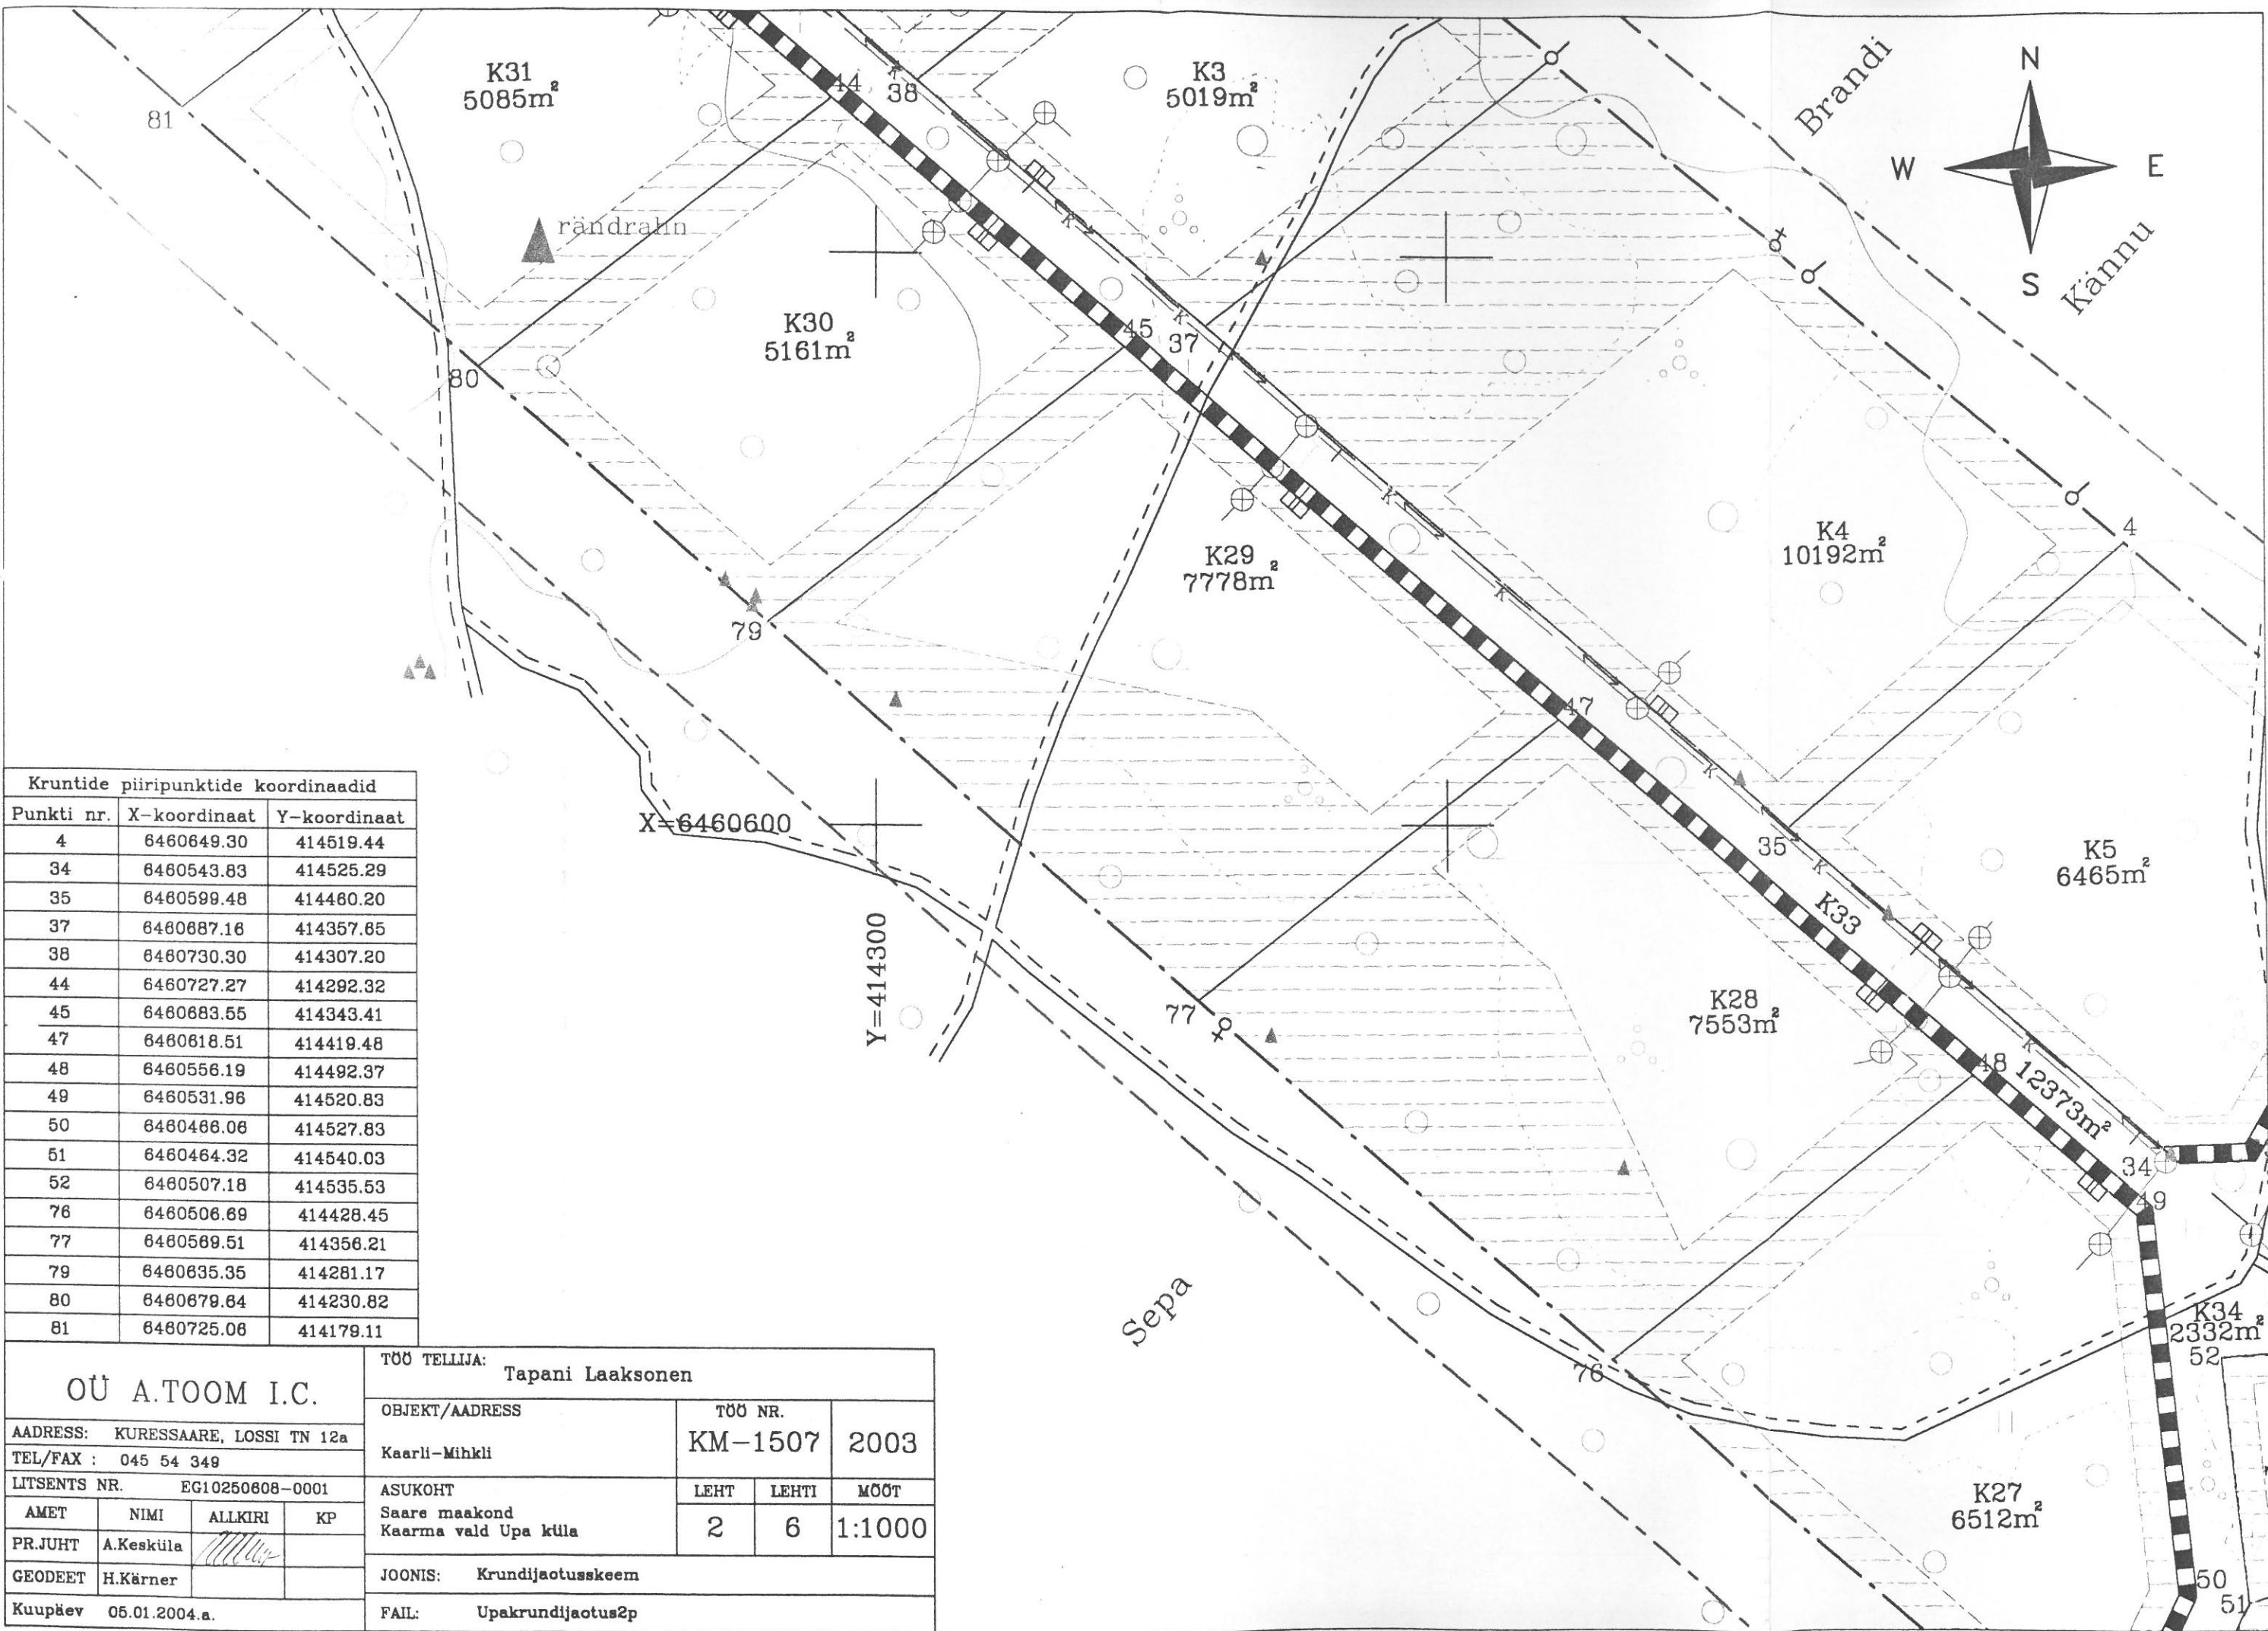 K31
5085m²
44
38
K3
5019m²
Brandi
N
W
E
S
Kännu
81
rändrahn
K
K30
5161m²
45
37
K
80
K
K29
7778m²
K4
10192m²
4
K
79
47
K
35
K
K33
12373m²
K5
6465m²
X=6460600
Y=414300
77
K28
7553m²
48
K
34
49
Sepa
76
K34
2332m²
52
K27
6512m²
50
51
Kruntide piiripunktide koordinaadid
Punkti nr. X-koordinaat Y-koordinaat
4 6460649.30 414519.44
34 6460543.83 414525.29
35 6460599.48 414460.20
37 6460687.16 414357.65
38 6460730.30 414307.20
44 6460727.27 414292.32
45 6460683.55 414343.41
47 6460618.51 414419.48
48 6460556.19 414492.37
49 6460531.96 414520.83
50 6460466.06 414527.83
51 6460464.32 414540.03
52 6460507.18 414535.53
76 6460506.69 414428.45
77 6460569.51 414356.21
79 6460635.35 414281.17
80 6460679.64 414230.82
81 6460725.06 414179.11
OÜ A.TOOM I.C.
AADRESS: KURESSAARE, LOSSI TN 12a
TEL/FAX : 045 54 349
LITSENTS NR. EG10250608-0001
AMET NIMI ALLKIRI KP
PR.JUHT A.Kesküla
GEODEET H.Kärner
Kuupäev 05.01.2004.a.
TÖÖ TELLIJA:
Tapani Laaksonen
OBJEKT/AADRESS
Kaarli-Mihkli
TÖÖ NR.
KM-1507 2003
ASUKOHT
Saare maakond
Kaarma vald Upa küla
LEHT LEHTI MÕÕT
2 6 1:1000
JOONIS: Krundijaotusskeem
FAIL: Upakrundijaotus2p